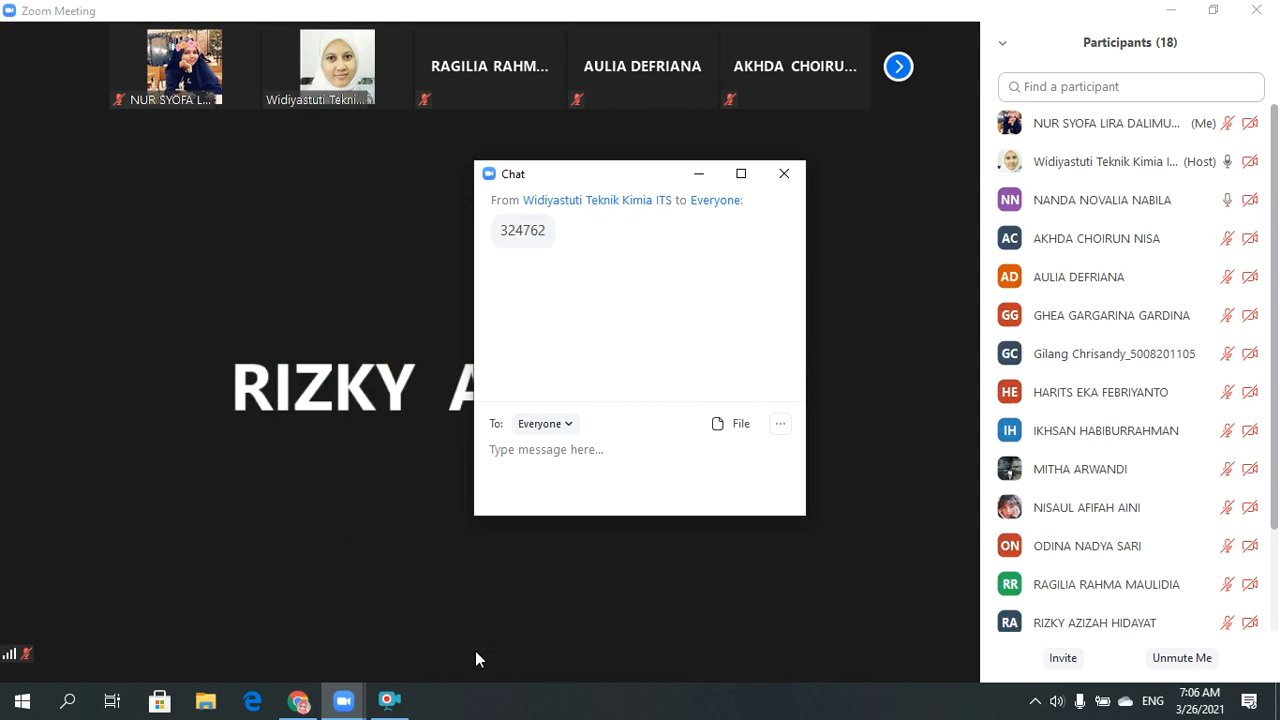 Zoom Meeting
NUR SYOFA L...
Widiyastuti Tekni...
RAGILIA RAHM...
AULIA DEFRIANA
AKHDA CHOIRUN...
Participants (18)
Find a participant
NUR SYOFA LIRA DALIMU... (Me)
Widiyastuti Teknik Kimia I... (Host)
NN NANDA NOVALIA NABILA
AC AKHDA CHOIRUN NISA
AD AULIA DEFRIANA
GG GHEA GARGARINA GARDINA
GC Gilang Chrisandy_5008201105
HE HARITS EKA FEBRIYANTO
IH IKHSAN HABIBURRAHMAN
MITHA ARWANDI
NISAUL AFIFAH AINI
ON ODINA NADYA SARI
RR RAGILIA RAHMA MAULIDIA
RA RIZKY AZIZAH HIDAYAT
Invite
Unmute Me
Chat
From Widiyastuti Teknik Kimia ITS to Everyone:
324762
To: Everyone
File
Type message here...
RIZKY A
ENG
7:06 AM
3/26/2021